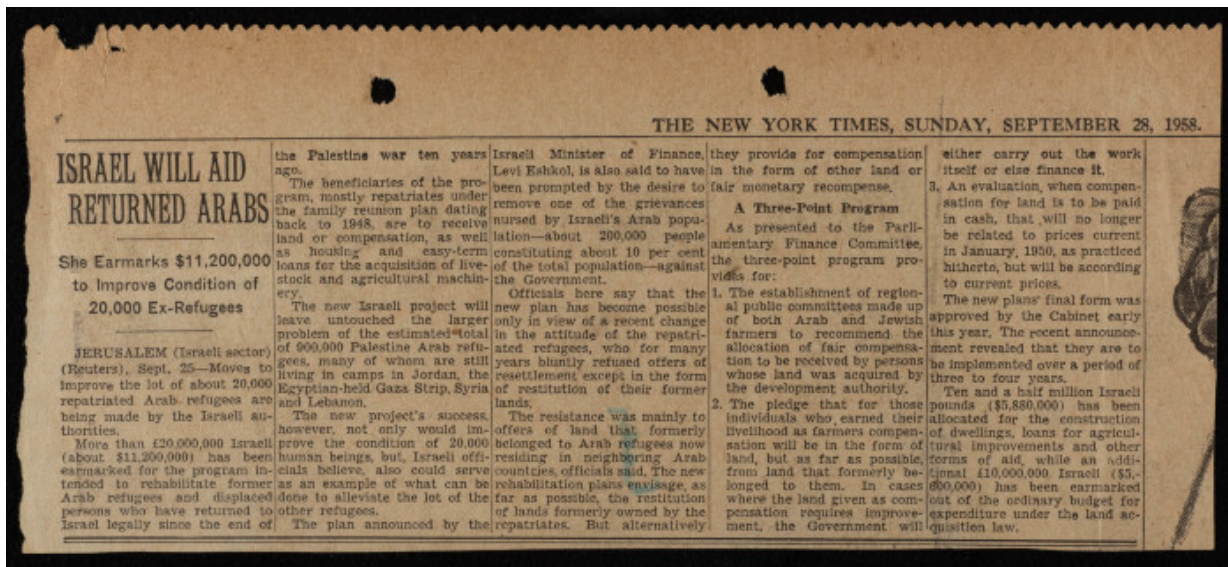 THE NEW YORK TIMES, SUNDAY, SEPTEMBER 28, 1958.
ISRAEL WILL AID
RETURNED ARABS
She Earmarks $11,200,000
to Improve Condition of
20,000 Ex-Refugees
JERUSALEM (Israeli sector)
(Reuters), Sept. 25—Moves to
improve the lot of about 20,000
repatriated Arab refugees are
being made by the Israeli au-
thorities.
More than £20,000,000 Israeli
(about $11,200,000) has been
earmarked for the program in-
tended to rehabilitate former
Arab refugees and displaced
persons who have returned to
Israel legally since the end of
the Palestine war ten years
ago.
The beneficiaries of the pro-
gram, mostly repatriates under
the family reunion plan dating
back to 1948, are to receive
land or compensation, as well
as housing and easy-term
loans for the acquisition of live-
stock and agricultural machin-
ery.
The new Israeli project will
leave untouched the larger
problem of the estimated total
of 900,000 Palestine Arab refu-
gees, many of whom are still
living in camps in Jordan, the
Egyptian-held Gaza Strip, Syria
and Lebanon.
The new project's success,
however, not only would im-
prove the condition of 20,000
human beings, but, Israeli offi-
cials believe, also could serve
as an example of what can be
done to alleviate the lot of the
other refugees.
The plan announced by the
Israeli Minister of Finance,
Levi Eshkol, is also said to have
been prompted by the desire to
remove one of the grievances
nursed by Israeli's Arab popu-
lation—about 200,000 people
constituting about 10 per cent
of the total population—against
the Government.
Officials here say that the
new plan has become possible
only in view of a recent change
in the attitude of the repatri-
ated refugees, who for many
years bluntly refused offers of
resettlement except in the form
of restitution of their former
lands.
The resistance was mainly to
offers of land that formerly
belonged to Arab refugees now
residing in neighboring Arab
countries, officials said. The new
rehabilitation plans envisage, as
far as possible, the restitution
of lands formerly owned by the
repatriates. But alternatively
they provide for compensation
in the form of other land or
fair monetary recompense.
A Three-Point Program
As presented to the Parli-
amentary Finance Committee,
the three-point program pro-
vides for:
1. The establishment of region-
al public committees made up
of both Arab and Jewish
farmers to recommend the
allocation of fair compensa-
tion to be received by persons
whose land was acquired by
the development authority.
2. The pledge that for those
individuals who earned their
livelihood as farmers compen-
sation will be in the form of
land, but as far as possible,
from land that formerly be-
longed to them. In cases
where the land given as com-
pensation requires improve-
ment, the Government will
either carry out the work
itself or else finance it.
3. An evaluation, when compen-
sation for land is to be paid
in cash, that will no longer
be related to prices current
in January, 1950, as practiced
hitherto, but will be according
to current prices.
The new plans' final form was
approved by the Cabinet early
this year. The recent announce-
ment revealed that they are to
be implemented over a period of
three to four years.
Ten and a half million Israeli
pounds ($5,880,000) has been
allocated for the construction
of dwellings, loans for agricul-
tural improvements and other
forms of aid, while an addi-
tional £10,000,000 Israeli ($5,-
600,000) has been earmarked
out of the ordinary budget for
expenditure under the land ac-
quisition law.